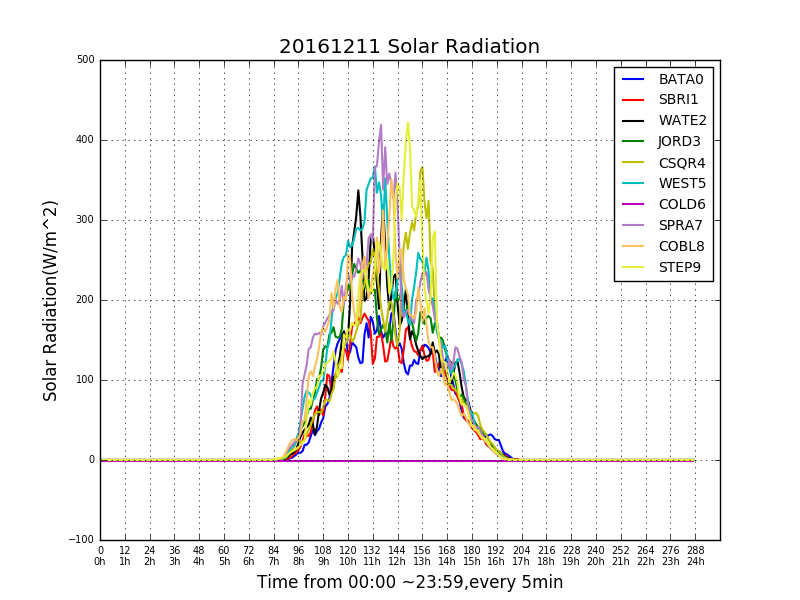 20161211 Solar Radiation
500
400
300
200
100
0
−100
Solar Radiation(W/m^2)
BATA0
SBRI1
WATE2
JORD3
CSQR4
WEST5
COLD6
SPRA7
COBL8
STEP9
0 12 24 36 48 60 72 84 96 108 120 132 144 156 168 180 192 204 216 228 240 252 264 276 288
0h 1h 2h 3h 4h 5h 6h 7h 8h 9h 10h 11h 12h 13h 14h 15h 16h 17h 18h 19h 20h 21h 22h 23h 24h
Time from 00:00 ~23:59,every 5min